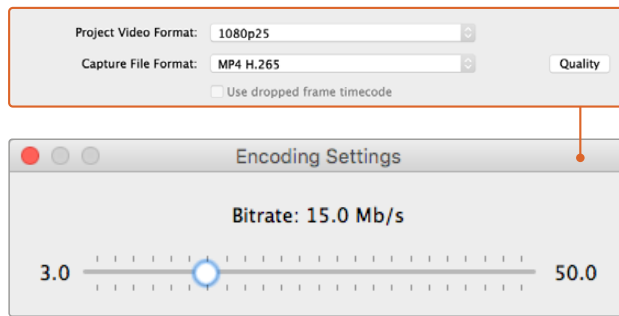 Project Video Format: 1080p25
Capture File Format: MP4 H.265 Quality
Use dropped frame timecode
Encoding Settings
Bitrate: 15.0 Mb/s
3.0 50.0